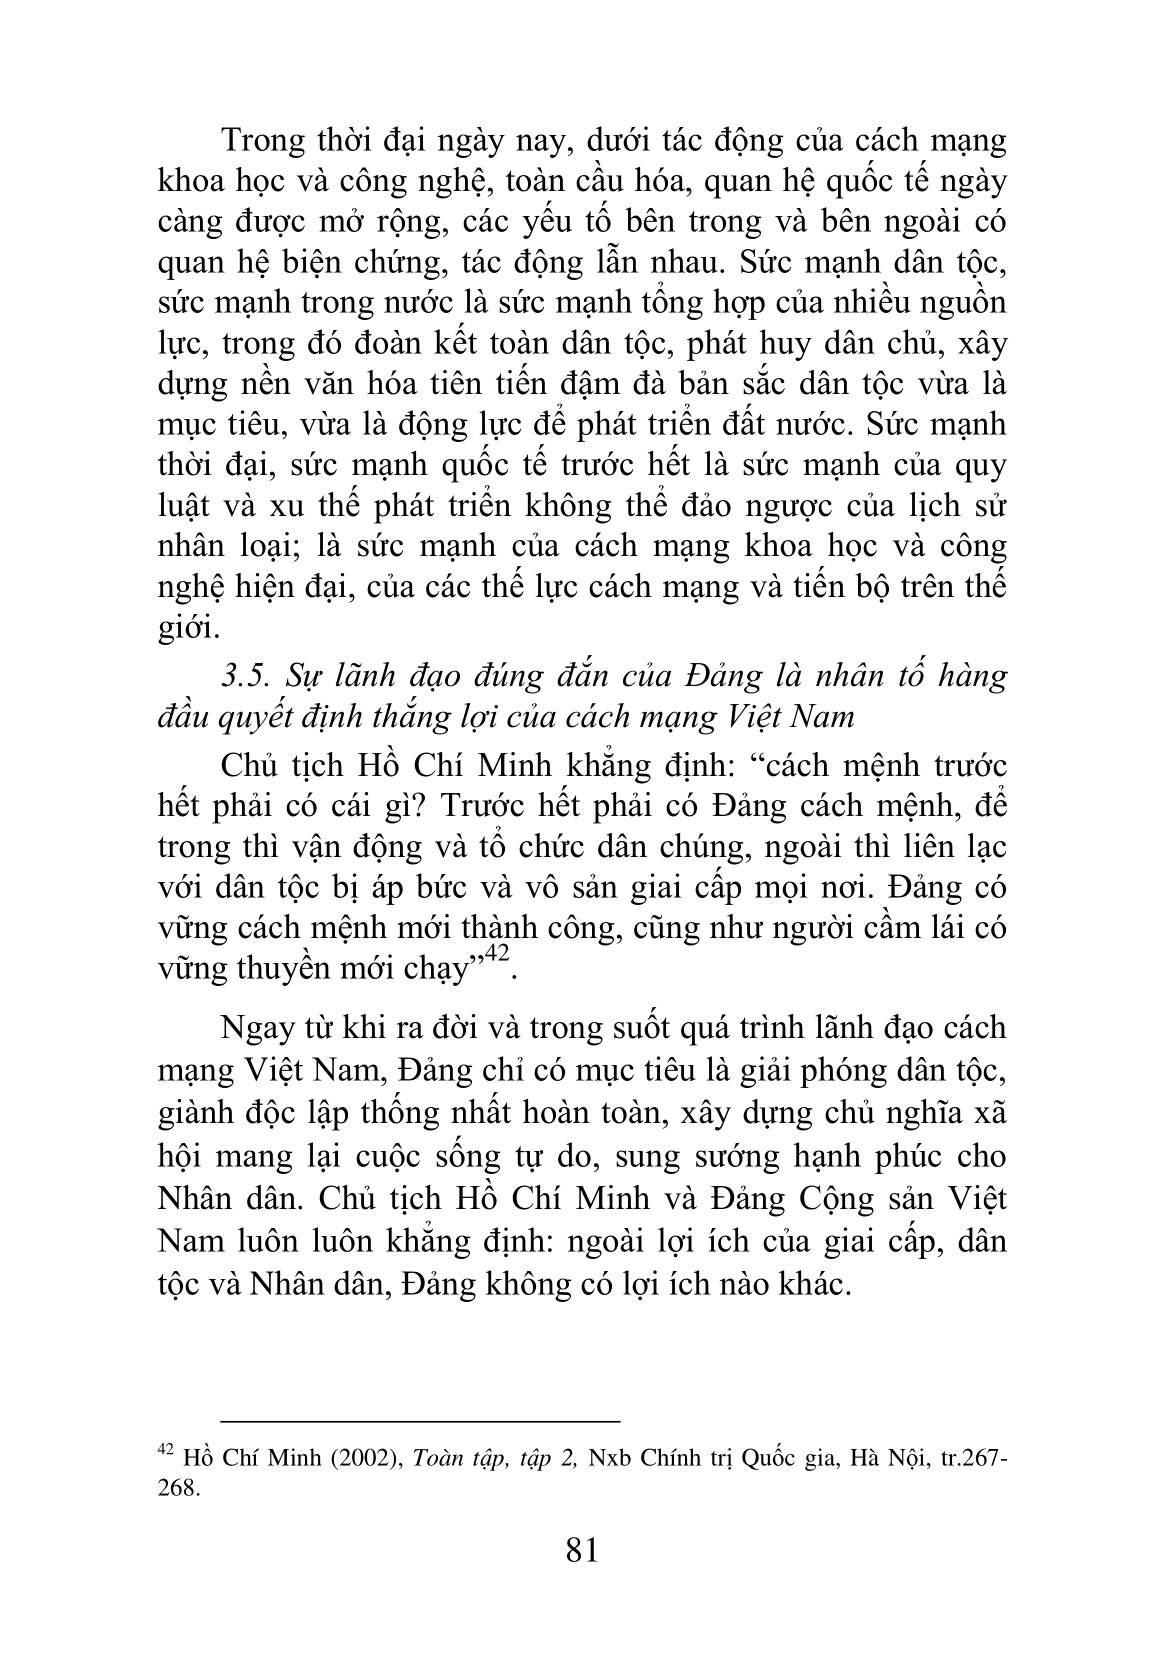 Trong thời đại ngày nay, dưới tác động của cách mạng
khoa học và công nghệ, toàn cầu hóa, quan hệ quốc tế ngày
càng được mở rộng, các yếu tố bên trong và bên ngoài có
quan hệ biện chứng, tác động lẫn nhau. Sức mạnh dân tộc,
sức mạnh trong nước là sức mạnh tổng hợp của nhiều nguồn
lực, trong đó đoàn kết toàn dân tộc, phát huy dân chủ, xây
dựng nền văn hóa tiên tiến đậm đà bản sắc dân tộc vừa là
mục tiêu, vừa là động lực để phát triển đất nước. Sức mạnh
thời đại, sức mạnh quốc tế trước hết là sức mạnh của quy
luật và xu thế phát triển không thể đảo ngược của lịch sử
nhân loại; là sức mạnh của cách mạng khoa học và công
nghệ hiện đại, của các thế lực cách mạng và tiến bộ trên thế
giới.
3.5. Sự lãnh đạo đúng đắn của Đảng là nhân tố hàng
đầu quyết định thắng lợi của cách mạng Việt Nam
Chủ tịch Hồ Chí Minh khẳng định: “cách mệnh trước
hết phải có cái gì? Trước hết phải có Đảng cách mệnh, để
trong thì vận động và tổ chức dân chúng, ngoài thì liên lạc
với dân tộc bị áp bức và vô sản giai cấp mọi nơi. Đảng có
vững cách mệnh mới thành công, cũng như người cầm lái có
vững thuyền mới chạy”42.
Ngay từ khi ra đời và trong suốt quá trình lãnh đạo cách
mạng Việt Nam, Đảng chỉ có mục tiêu là giải phóng dân tộc,
giành độc lập thống nhất hoàn toàn, xây dựng chủ nghĩa xã
hội mang lại cuộc sống tự do, sung sướng hạnh phúc cho
Nhân dân. Chủ tịch Hồ Chí Minh và Đảng Cộng sản Việt
Nam luôn luôn khẳng định: ngoài lợi ích của giai cấp, dân
tộc và Nhân dân, Đảng không có lợi ích nào khác.
42 Hồ Chí Minh (2002), Toàn tập, tập 2, Nxb Chính trị Quốc gia, Hà Nội, tr.267-
268.
81